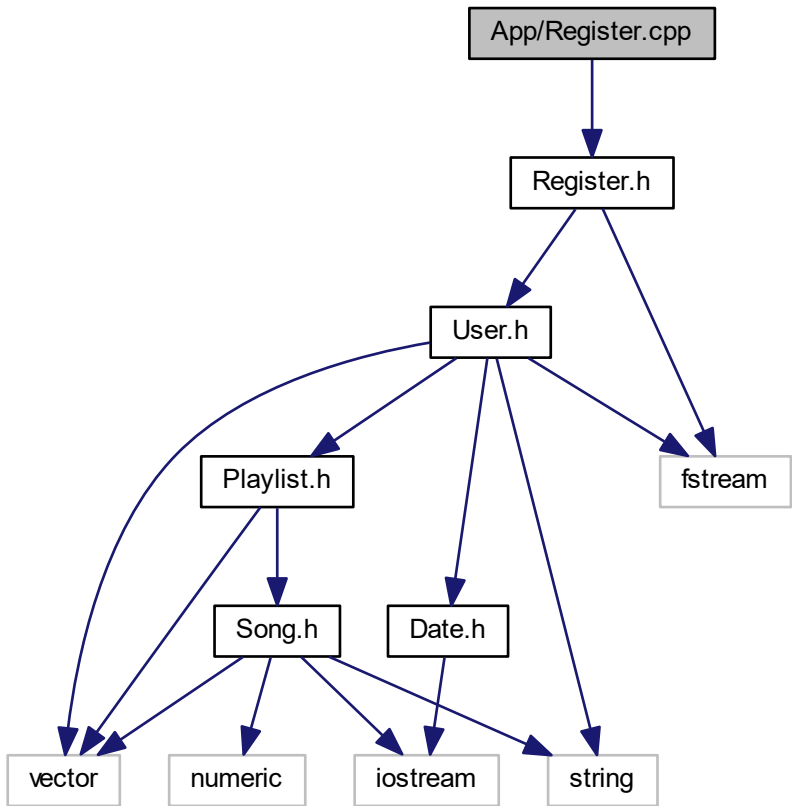 App/Register.cpp
Register.h
User.h
Playlist.h
fstream
Song.h
Date.h
vector
numeric
iostream
string